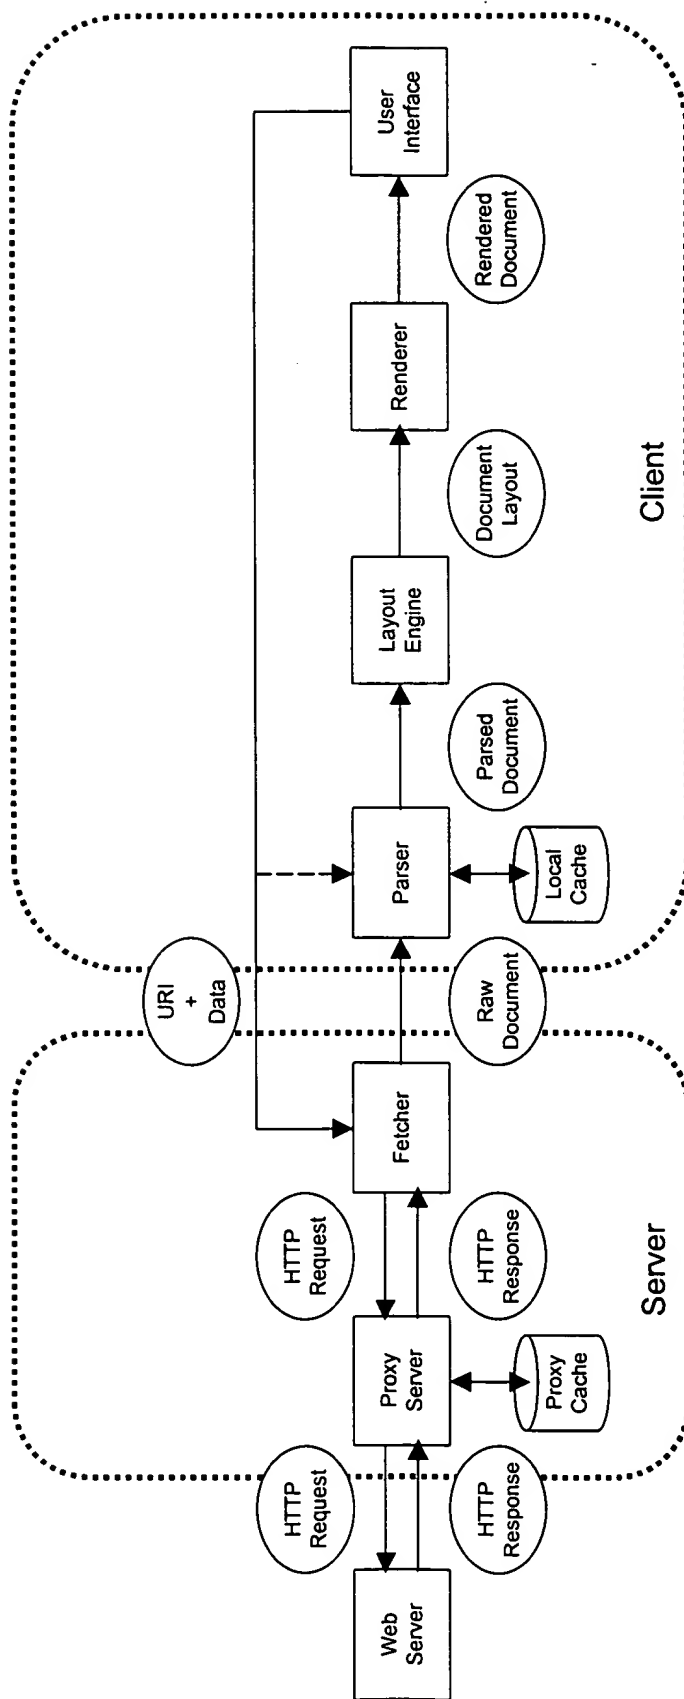 Web
Server
HTTP
Request
HTTP
Response
Proxy
Server
Proxy
Cache
HTTP
Request
HTTP
Response
Fetcher
Server
URI
+
Data
Raw
Document
Parser
Local
Cache
Parsed
Document
Layout
Engine
Document
Layout
Renderer
Rendered
Document
User
Interface
Client